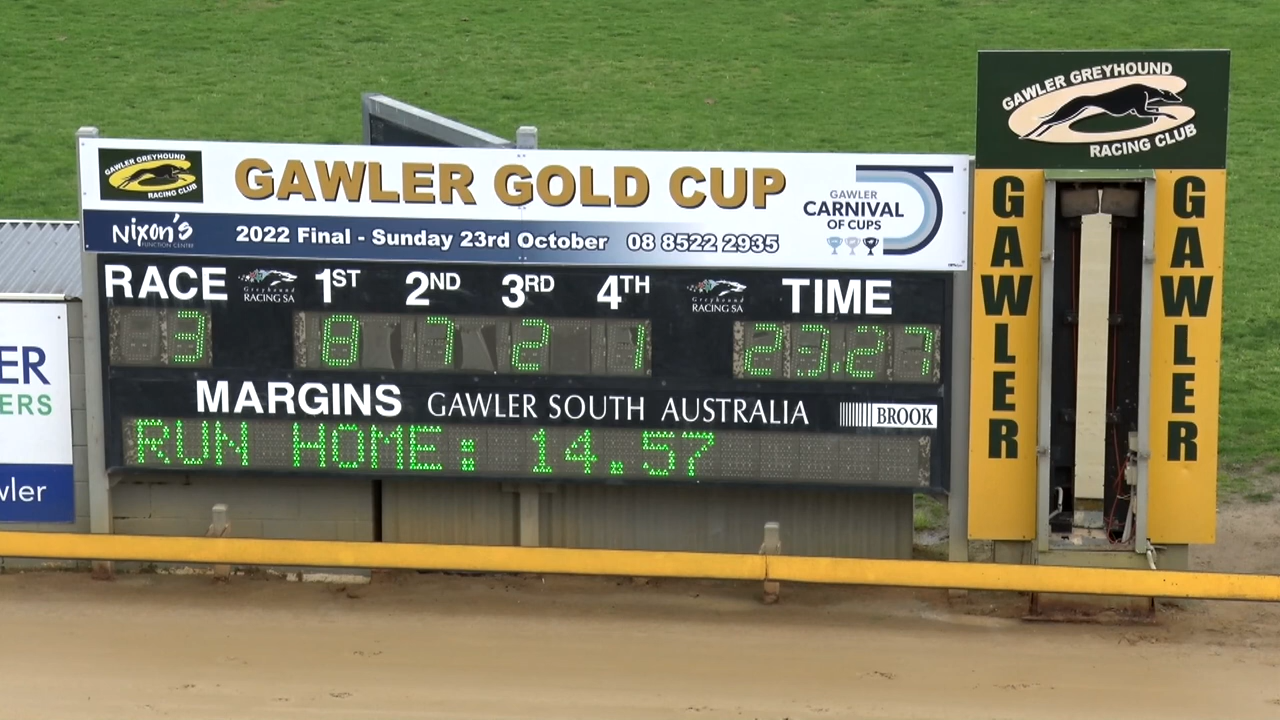 GAWLER GREYHOUND
RACING CLUB
GAWLER GREYHOUND
RACING CLUB
GAWLER GOLD CUP
GAWLER
CARNIVAL
OF CUPS
Nixon's
FUNCTION CENTRE
2022 Final - Sunday 23rd October 08 8522 2935
RACE
Greyhound
RACING SA
1ST 2ND 3RD 4TH
Greyhound
RACING SA
TIME
3 8 7 2 1 23.27
MARGINS GAWLER SOUTH AUSTRALIA BROOK
RUN HOME: 14.57
GAWLER
GAWLER
ER
ERS
wler